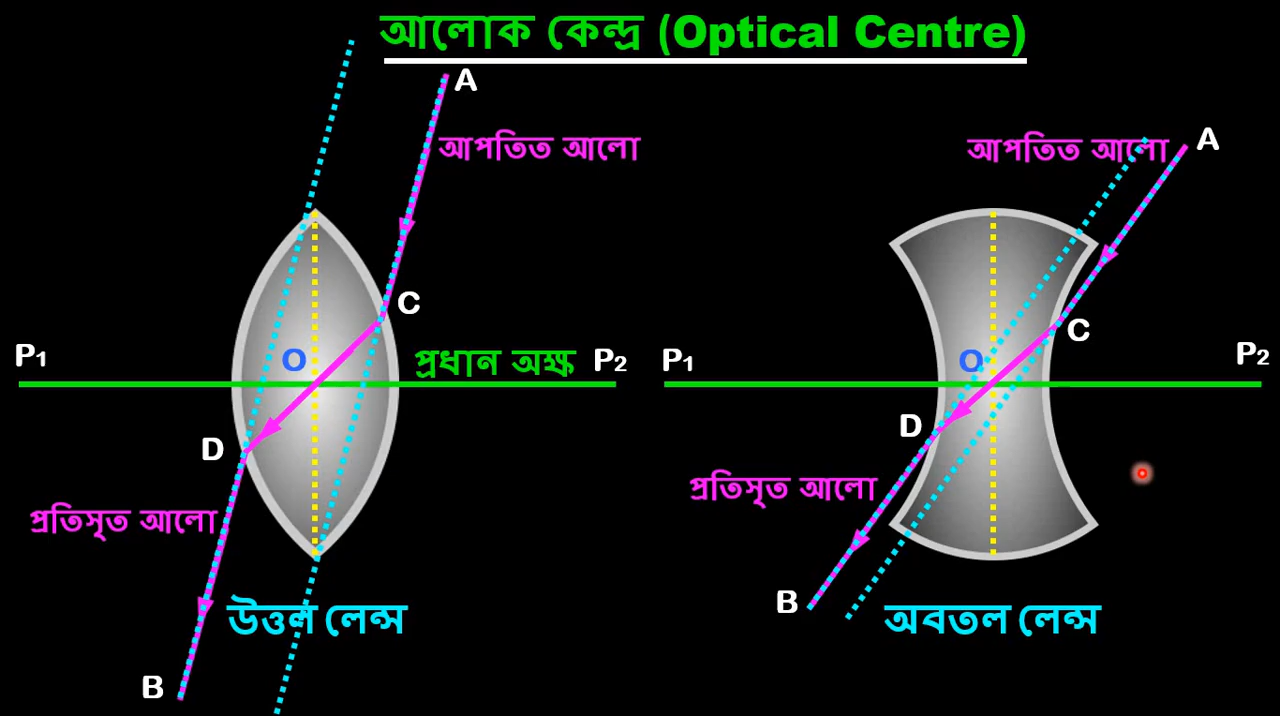 আলোক কেন্দ্র (Optical Centre)
A
আপতিত আলো
C
P₁
O
প্রধান অক্ষ
P₂
D
প্রতিসৃত আলো
উত্তল লেন্স
B
আপতিত আলো
A
C
P₁
O
P₂
D
প্রতিসৃত আলো
B
অবতল লেন্স